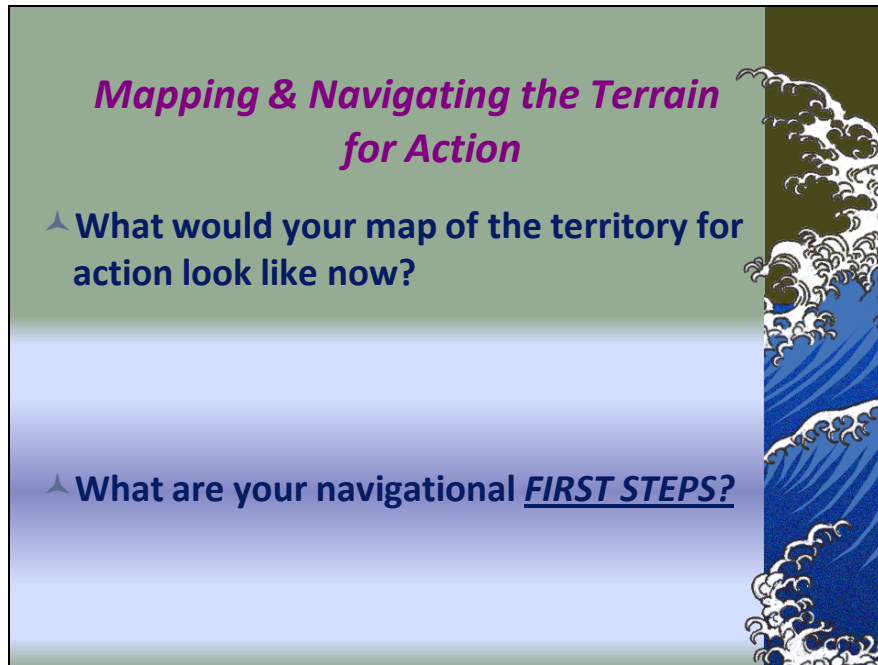 Mapping & Navigating the Terrain
for Action
What would your map of the territory for
action look like now?
What are your navigational FIRST STEPS?